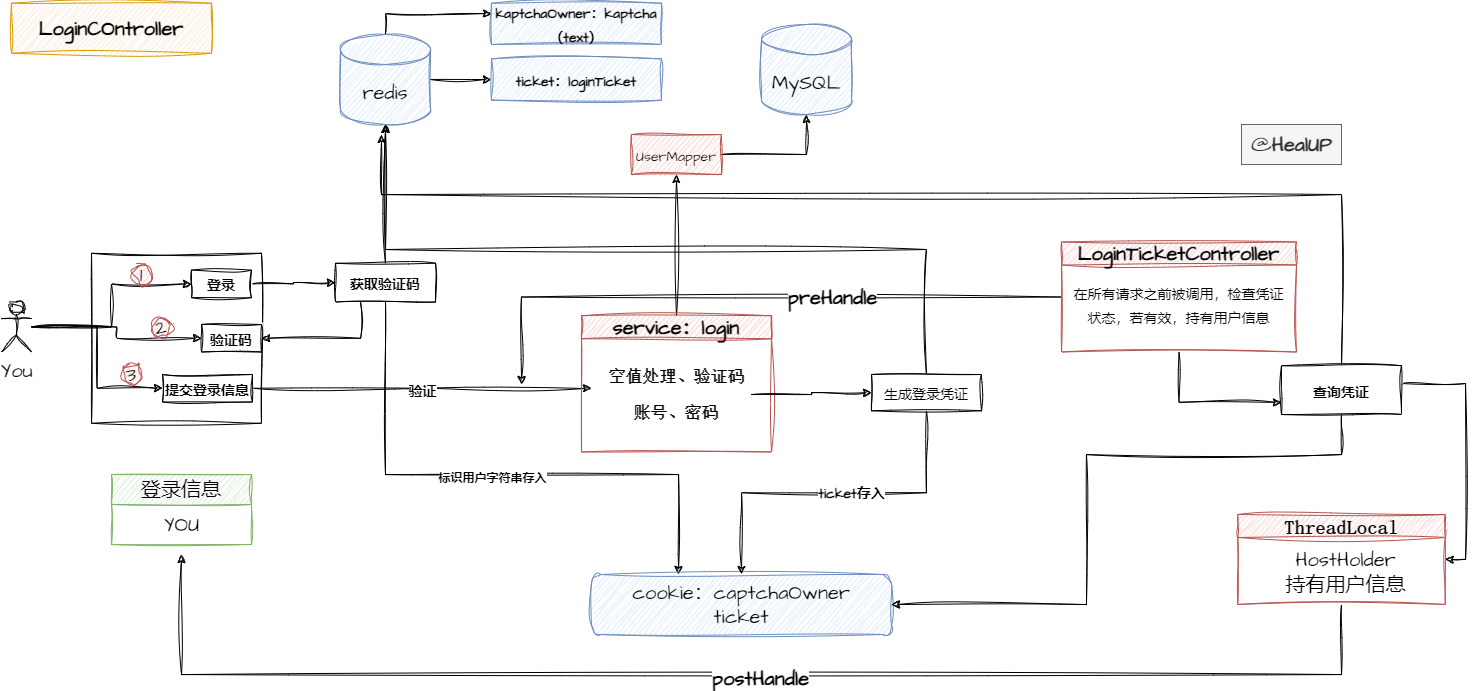 LoginCOntroller
kaptchaOwner：kaptcha
(text)
redis
ticket：loginTicket
MySQL
UserMapper
@HealUP
LoginTicketController
在所有请求之前被调用，检查凭证
状态，若有效，持有用户信息
1
登录
获取验证码
preHandle
2
验证码
service：login
空值处理、验证码
账号、密码
You
3
提交登录信息
验证
生成登录凭证
查询凭证
标识用户字符串存入
ticket存入
登录信息
YOU
ThreadLocal
HostHolder
持有用户信息
cookie：captchaOwner
ticket
postHandle